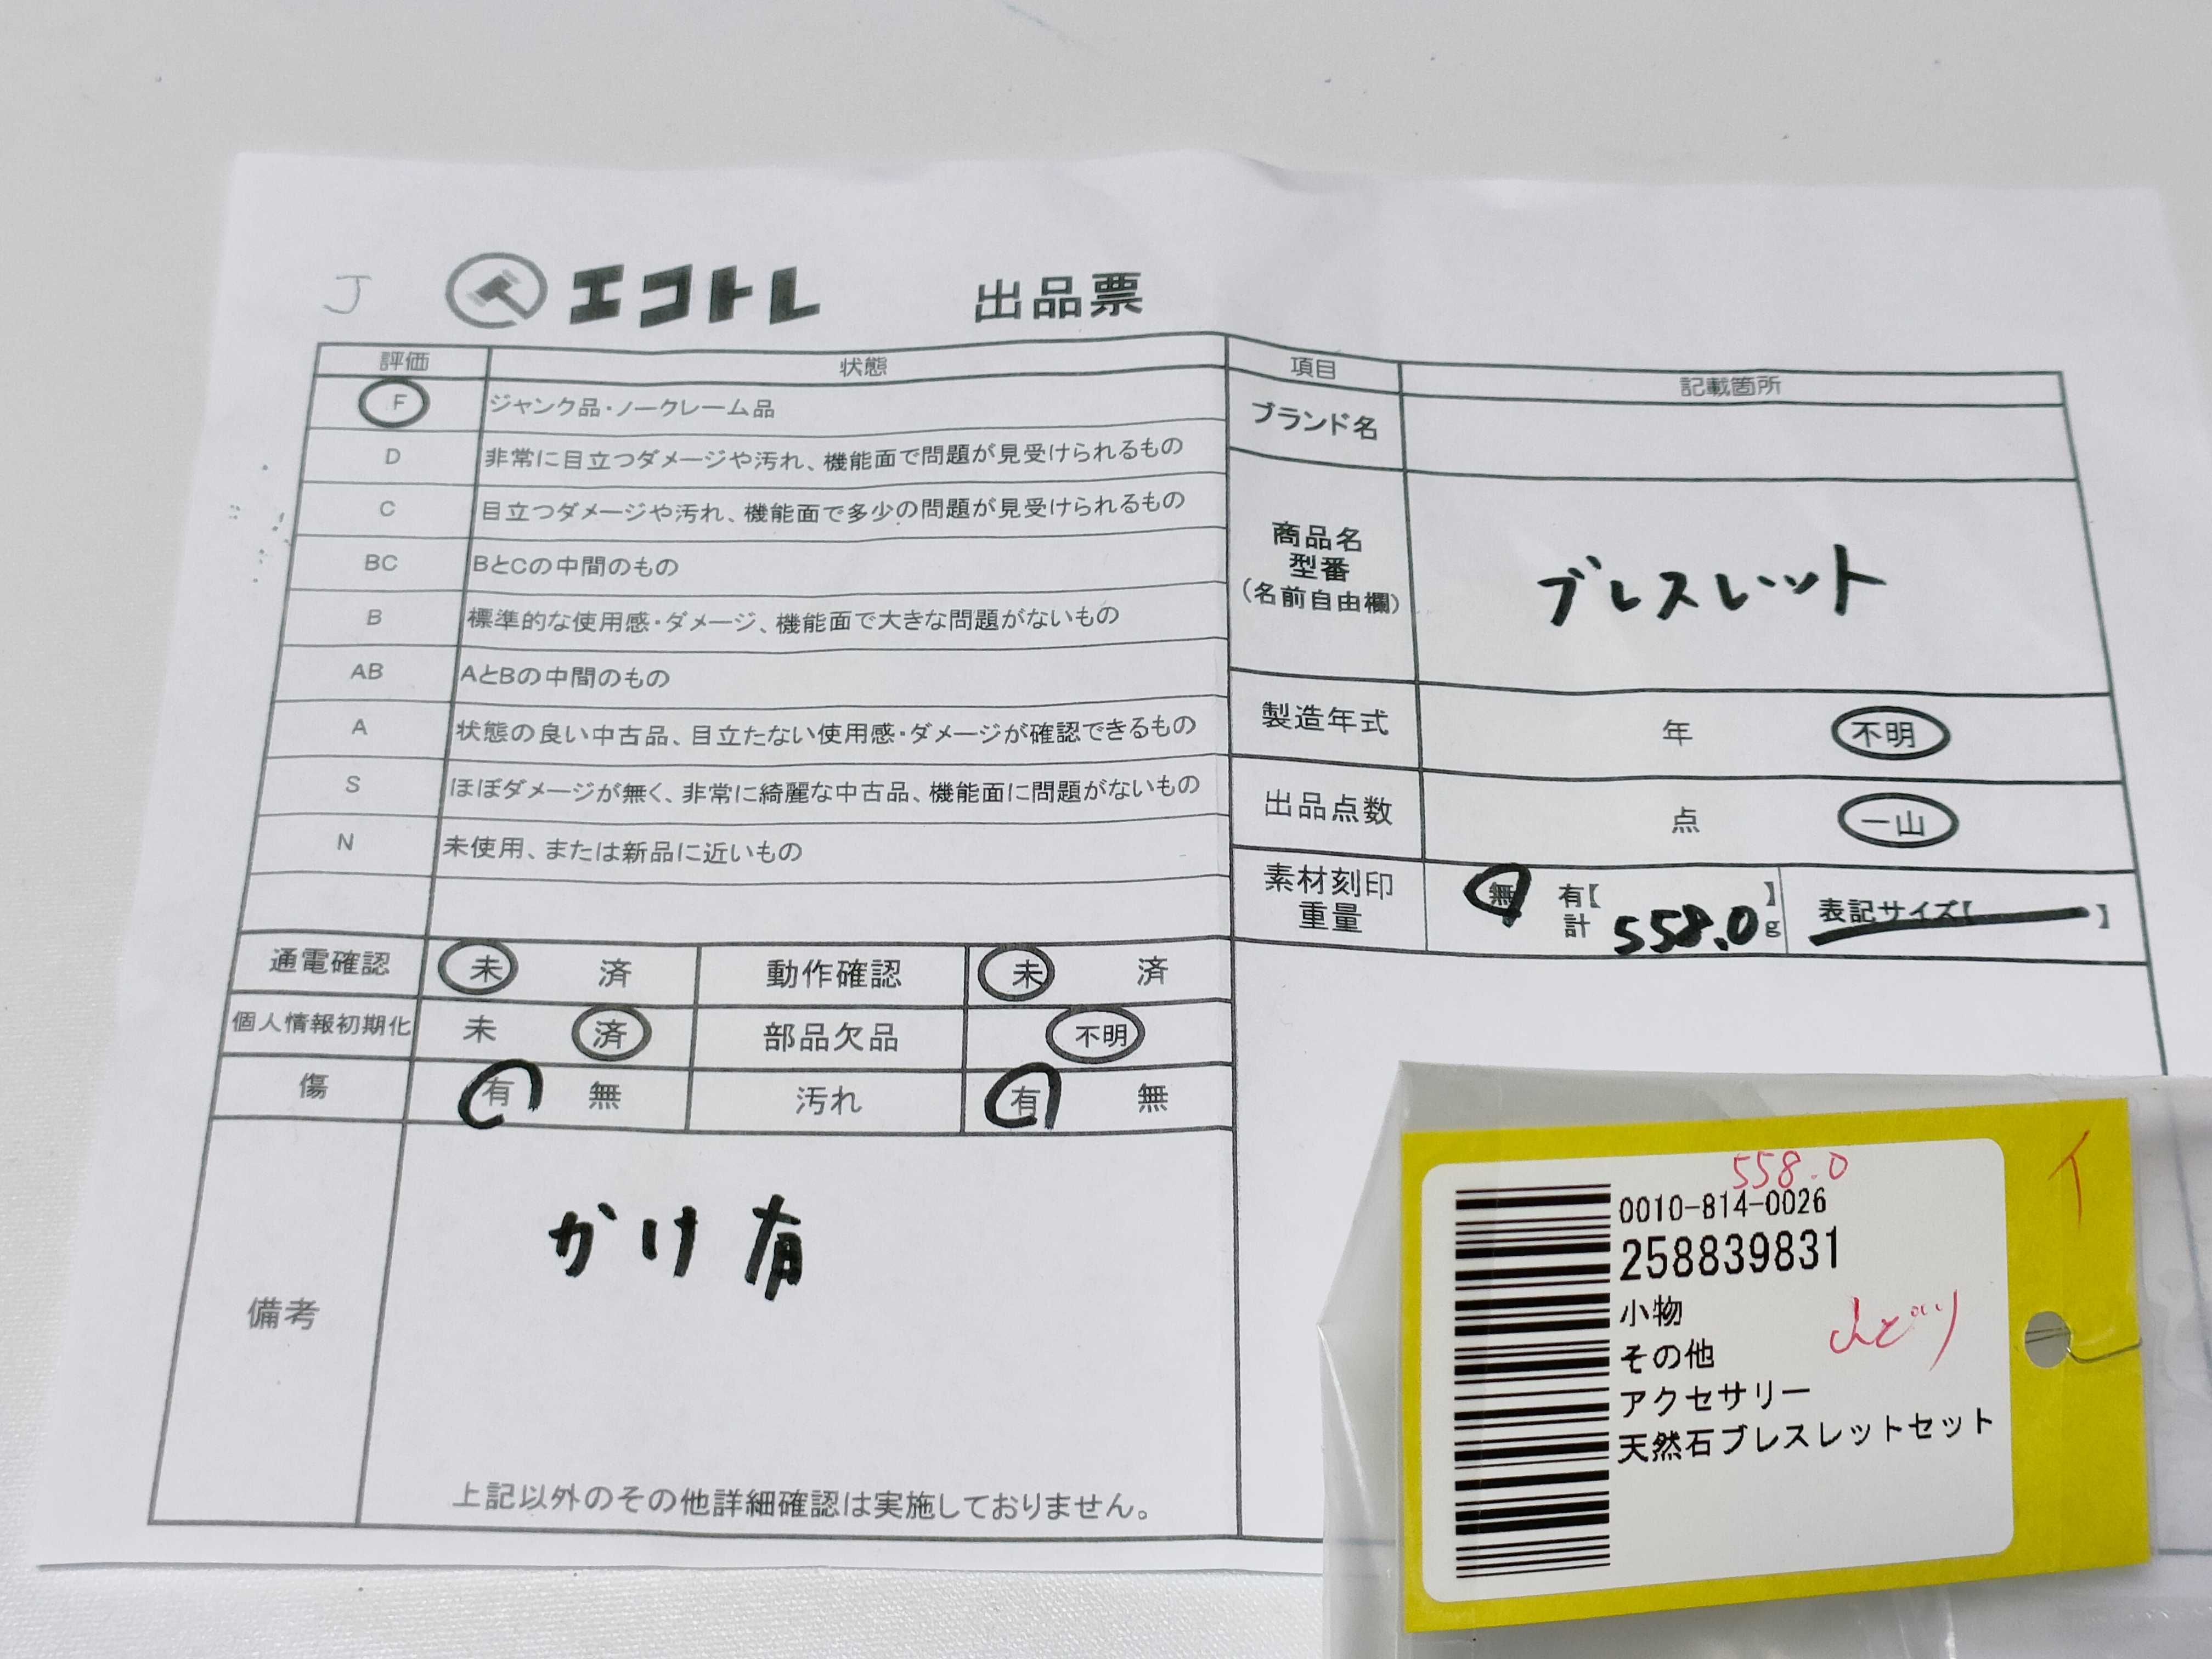 J
エコトレ 出品票
評価 状態
F ジャンク品・ノークレーム品
D 非常に目立つダメージや汚れ、機能面で問題が見受けられるもの
C 目立つダメージや汚れ、機能面で多少の問題が見受けられるもの
BC BとCの中間のもの
B 標準的な使用感・ダメージ、機能面で大きな問題がないもの
AB AとBの中間のもの
A 状態の良い中古品、目立たない使用感・ダメージが確認できるもの
S ほぼダメージが無く、非常に綺麗な中古品、機能面に問題がないもの
N 未使用、または新品に近いもの
通電確認 未 済 動作確認 未 済
個人情報初期化 未 済 部品欠品 不明
傷 有 無 汚れ 有 無
備考
かけ有
上記以外のその他詳細確認は実施しておりません。
項目 記載箇所
ブランド名
商品名
型番
(名前自由欄)
ブレスレット
製造年式 年 不明
出品点数 点 一山
素材刻印
重量
無 有【 】
計 558.0 g
表記サイズ【 】
558.0
イ
0010-814-0026
258839831
小物
その他
みどり
アクセサリー
天然石ブレスレットセット